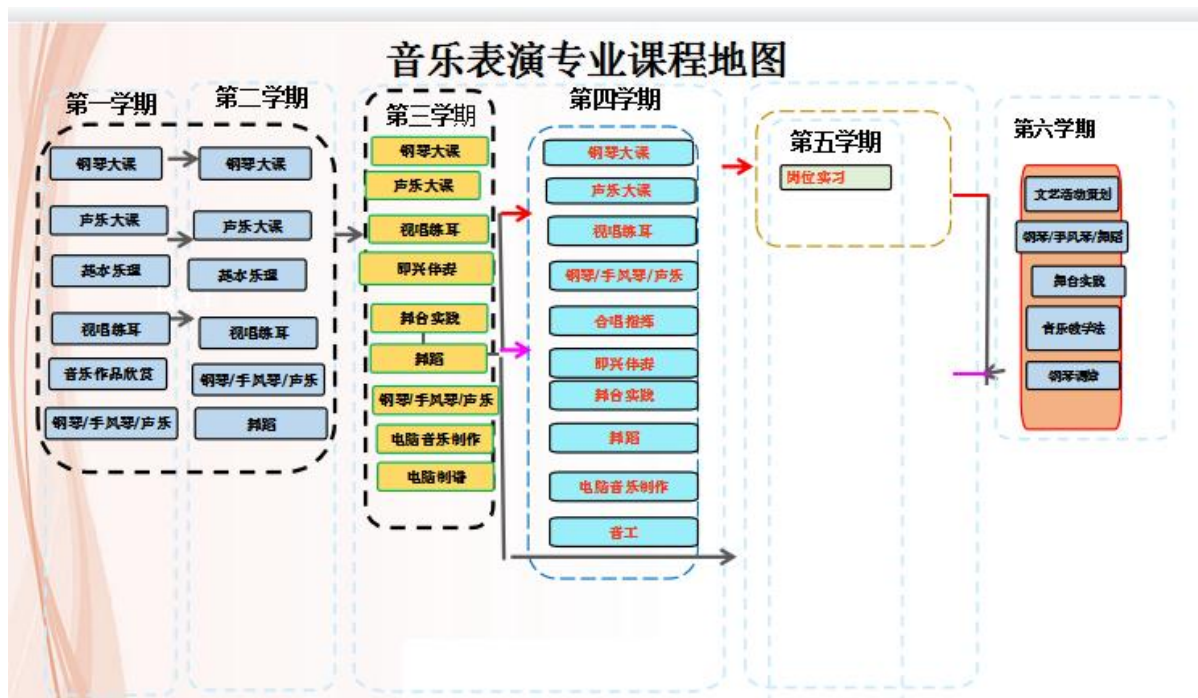 音乐表演专业课程地图
第一学期
钢琴大课
声乐大课
基本乐理
视唱练耳
音乐作品欣赏
钢琴/手风琴/声乐
第二学期
钢琴大课
声乐大课
基本乐理
视唱练耳
钢琴/手风琴/声乐
舞蹈
第三学期
钢琴大课
声乐大课
视唱练耳
即兴伴奏
舞台实践
舞蹈
钢琴/手风琴/声乐
电脑音乐制作
电脑制谱
第四学期
钢琴大课
声乐大课
视唱练耳
钢琴/手风琴/声乐
合唱指挥
即兴伴奏
舞台实践
舞蹈
电脑音乐制作
音工
第五学期
岗位实习
第六学期
文艺活动策划
钢琴/手风琴/舞蹈
舞台实践
音乐教学法
钢琴调律